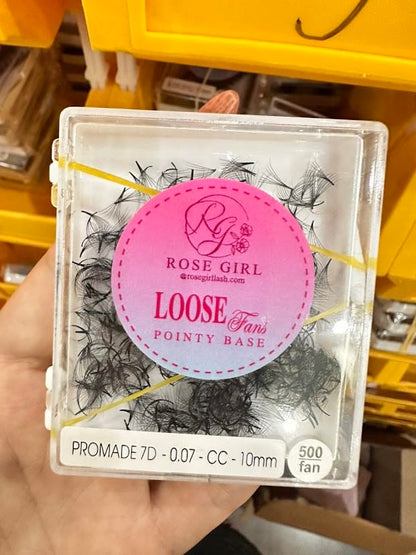 RG
ROSE GIRL
@rosegirllash.com
LOOSE Fans
POINTY BASE
PROMADE 7D - 0.07 - CC - 10mm
500
fan